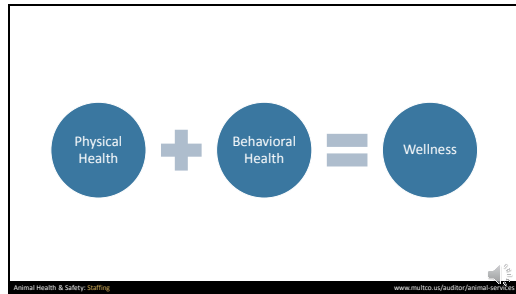 Physical
Health
Behavioral
Health
Wellness
Animal Health & Safety: Staffing
www.multco.us/auditor/animal-services